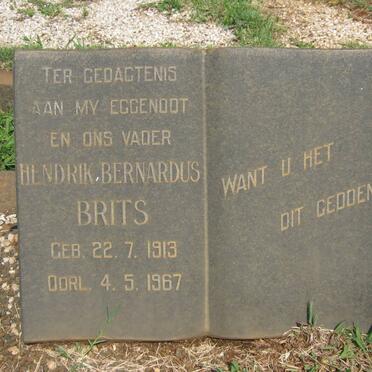 TER GEDAGTENIS
AAN MY EGGENOOT
EN ONS VADER
HENDRIK BERNARDUS
BRITS
GEB. 22. 7. 1913
OORL. 4. 5. 1967
WANT U HET
DIT GEDOEN